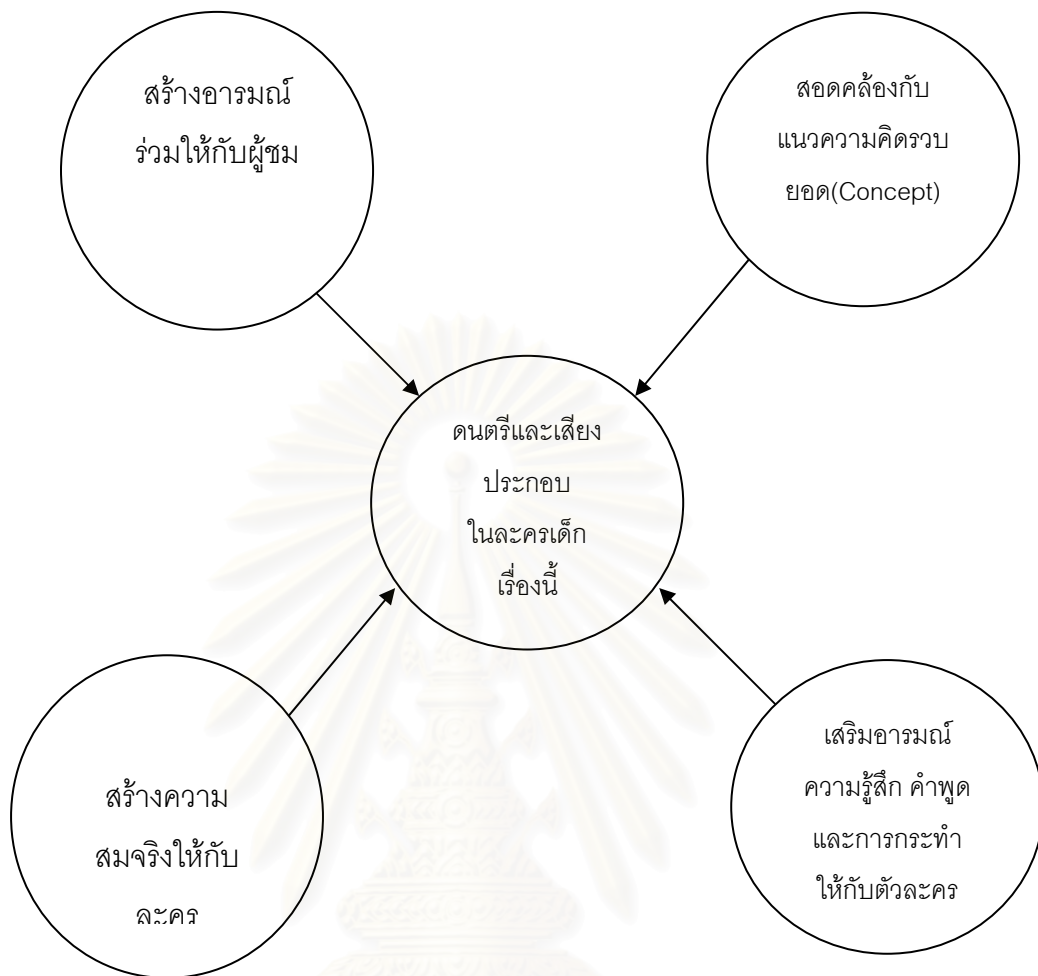 สร้างอารมณ์
ร่วมให้กับผู้ชม
สอดคล้องกับ
แนวความคิดรวบ
ยอด(Concept)
ดนตรีและเสียง
ประกอบ
ในละครเด็ก
เรื่องนี้
สร้างความ
สมจริงให้กับ
ละคร
เสริมอารมณ์
ความรู้สึก คำพูด
และการกระทำ
ให้กับตัวละคร